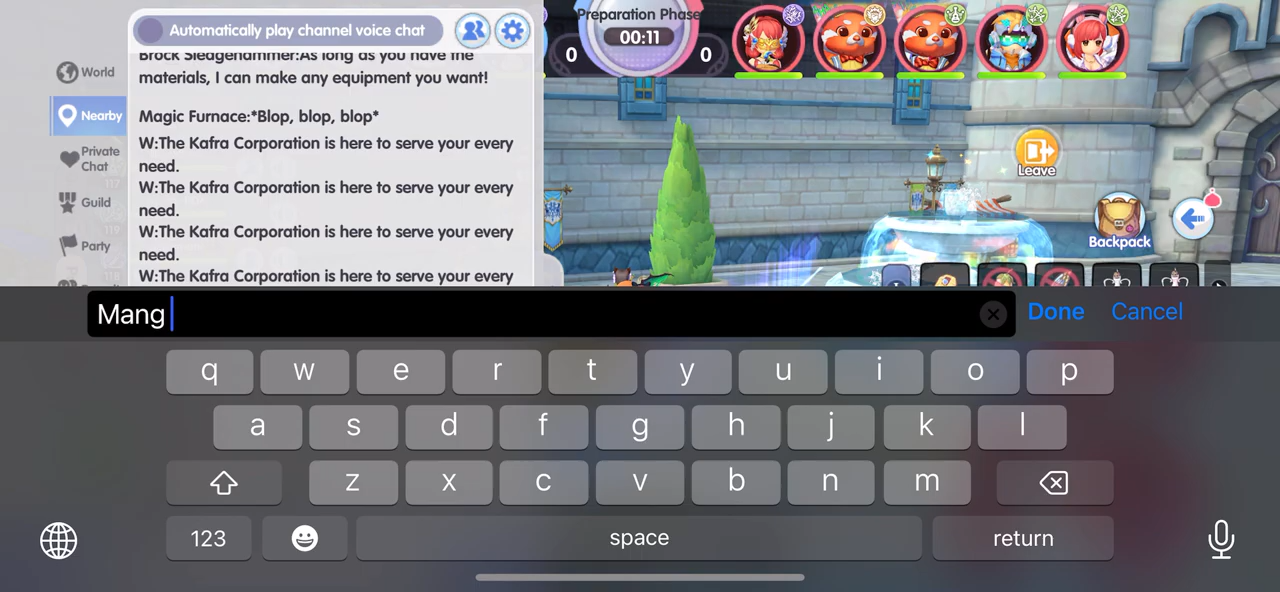 Automatically play channel voice chat
Preparation Phase
00:11
0
0
World
Nearby
Private
Chat
Guild
Party
Brock Sledgehammer:As long as you have the
materials, I can make any equipment you want!
Magic Furnace:*Blop, blop, blop*
W:The Kafra Corporation is here to serve your every
need.
W:The Kafra Corporation is here to serve your every
need.
W:The Kafra Corporation is here to serve your every
need.
W:The Kafra Corporation is here to serve your every
Leave
Backpack
Mang
Done
Cancel
q w e r t y u i o p
a s d f g h j k l
z x c v b n m
123
space
return